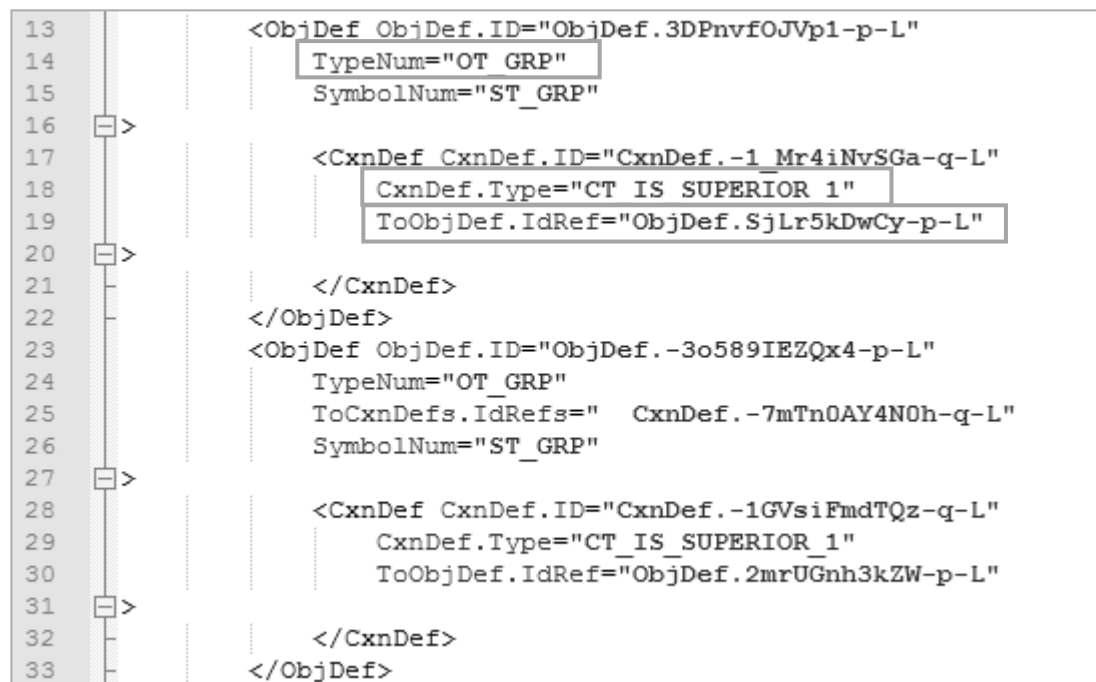 13 <ObjDef ObjDef.ID="ObjDef.3DPnvfOJVp1-p-L"
14 TypeNum="OT_GRP"
15 SymbolNum="ST_GRP"
16 >
17 <CxnDef CxnDef.ID="CxnDef.-1_Mr4iNvSGa-q-L"
18 CxnDef.Type="CT_IS_SUPERIOR_1"
19 ToObjDef.IdRef="ObjDef.SjLr5kDwCy-p-L"
20 >
21 </CxnDef>
22 </ObjDef>
23 <ObjDef ObjDef.ID="ObjDef.-3o589IEZQx4-p-L"
24 TypeNum="OT_GRP"
25 ToCxnDefs.IdRefs="  CxnDef.-7mTn0AY4N0h-q-L"
26 SymbolNum="ST_GRP"
27 >
28 <CxnDef CxnDef.ID="CxnDef.-1GVsiFmdTQz-q-L"
29 CxnDef.Type="CT_IS_SUPERIOR_1"
30 ToObjDef.IdRef="ObjDef.2mrUGnh3kZW-p-L"
31 >
32 </CxnDef>
33 </ObjDef>